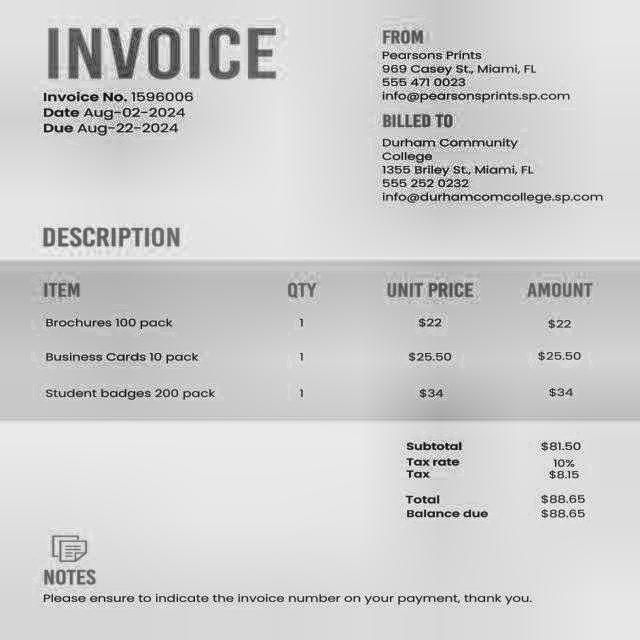 INVOICE
Invoice No. 1596006
Date Aug-02-2024
Due Aug-22-2024
FROM
Pearsons Prints
969 Casey St., Miami, FL
555 471 0023
info@pearsonsprints.sp.com
BILLED TO
Durham Community
College
1355 Briley St., Miami, FL
555 252 0232
info@durhamcomcollege.sp.com
DESCRIPTION
ITEM QTY UNIT PRICE AMOUNT
Brochures 100 pack 1 $22 $22
Business Cards 10 pack 1 $25.50 $25.50
Student badges 200 pack 1 $34 $34
Subtotal $81.50
Tax rate 10%
Tax $8.15
Total $88.65
Balance due $88.65
NOTES
Please ensure to indicate the invoice number on your payment, thank you.